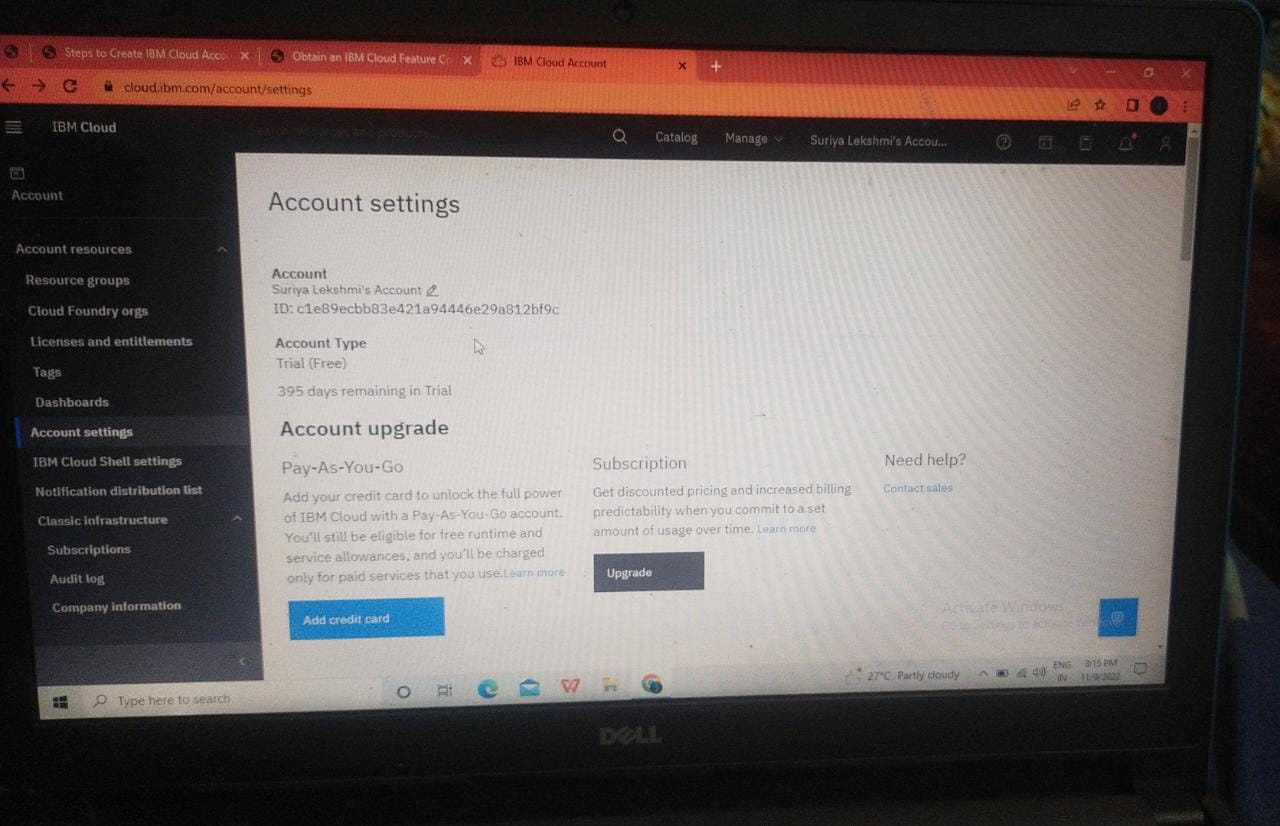 Steps to Create IBM Cloud Acco
Obtain an IBM Cloud Feature Co
IBM Cloud Account
cloud.ibm.com/account/settings
IBM Cloud
Search resources and products...
Catalog
Manage
Suriya Lekshmi's Accou...
Account
Account resources
Resource groups
Cloud Foundry orgs
Licenses and entitlements
Tags
Dashboards
Account settings
IBM Cloud Shell settings
Notification distribution list
Classic infrastructure
Subscriptions
Audit log
Company information
Account settings
Account
Suriya Lekshmi's Account
ID: c1e89ecbb83e421a94446e29a812bf9c
Account Type
Trial (Free)
395 days remaining in Trial
Account upgrade
Pay-As-You-Go
Add your credit card to unlock the full power
of IBM Cloud with a Pay-As-You-Go account.
You'll still be eligible for free runtime and
service allowances, and you'll be charged
only for paid services that you use.Learn more
Add credit card
Subscription
Get discounted pricing and increased billing
predictability when you commit to a set
amount of usage over time. Learn more
Upgrade
Need help?
Contact sales
Activate Windows
Go to Settings to activate Windows.
Type here to search
27°C Partly cloudy
ENG
IN
8:15 PM
11/9/2022
DELL